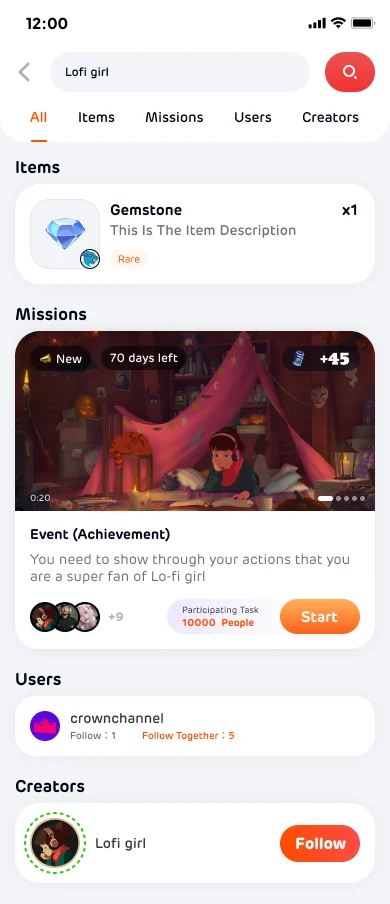 12:00
Lofi girl
All Items Missions Users Creators
Items
Gemstone x1
This Is The Item Description
Rare
Missions
New 70 days left +45
0:20
Event (Achievement)
You need to show through your actions that you
are a super fan of Lo-fi girl
+9 Participating Task
10000 People
Start
Users
crownchannel
Follow : 1 Follow Together : 5
Creators
Lofi girl Follow